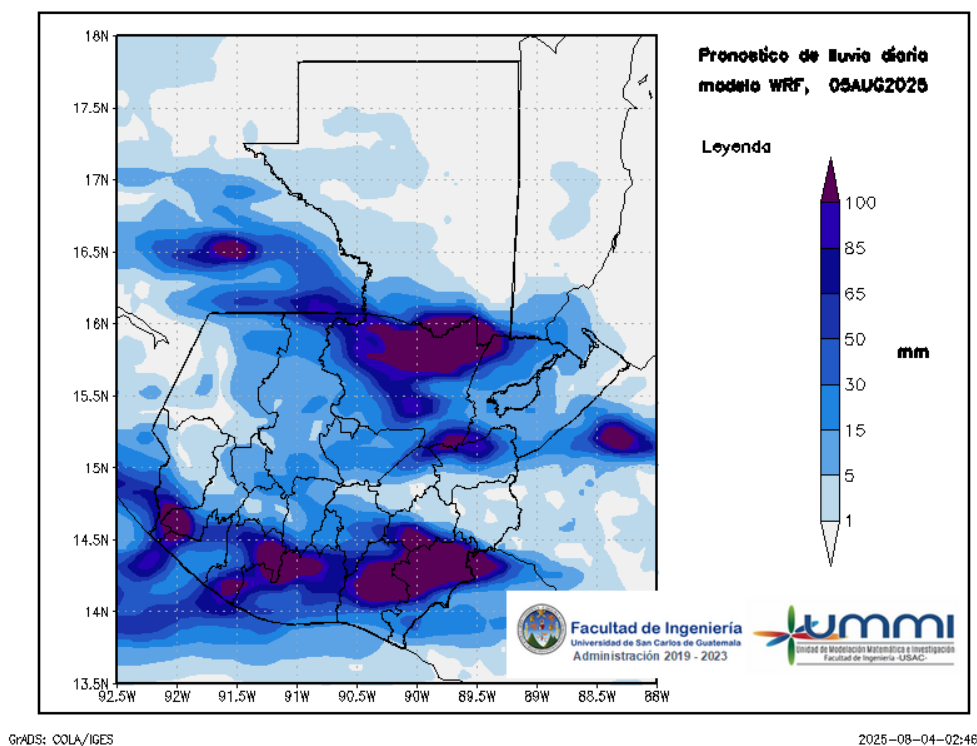 Pronostico de lluvia diaria
modelo WRF, 05AUG2025
Leyenda
100
85
65
50
30
15
5
1
mm
18N
17.5N
17N
16.5N
16N
15.5N
15N
14.5N
14N
13.5N
92.5W
92W
91.5W
91W
90.5W
90W
89.5W
89W
88.5W
88W
Facultad de Ingeniería
Universidad de San Carlos de Guatemala
Administración 2019 - 2023
ummi
Unidad de Modelación Matemática e Investigación
Facultad de Ingeniería -USAC-
GrADS: COLA/IGES
2025-08-04-02:46